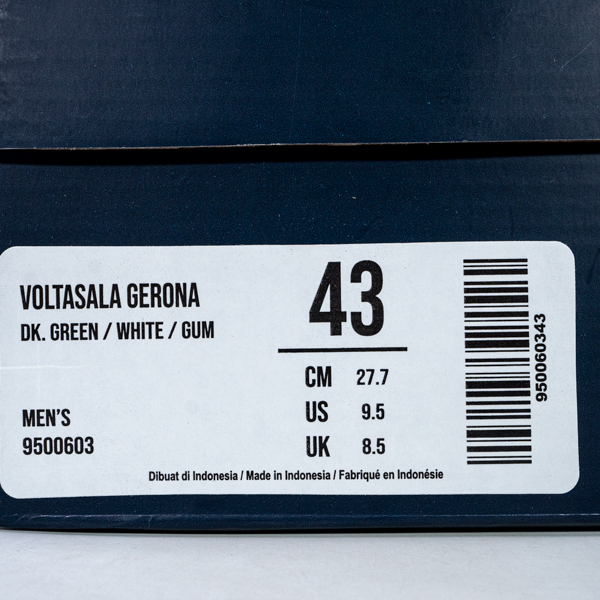 VOLTASALA GERONA
DK. GREEN / WHITE / GUM
MEN'S
9500603
43
CM 27.7
US 9.5
UK 8.5
950060343
Dibuat di Indonesia / Made in Indonesia / Fabriqué en Indonésie